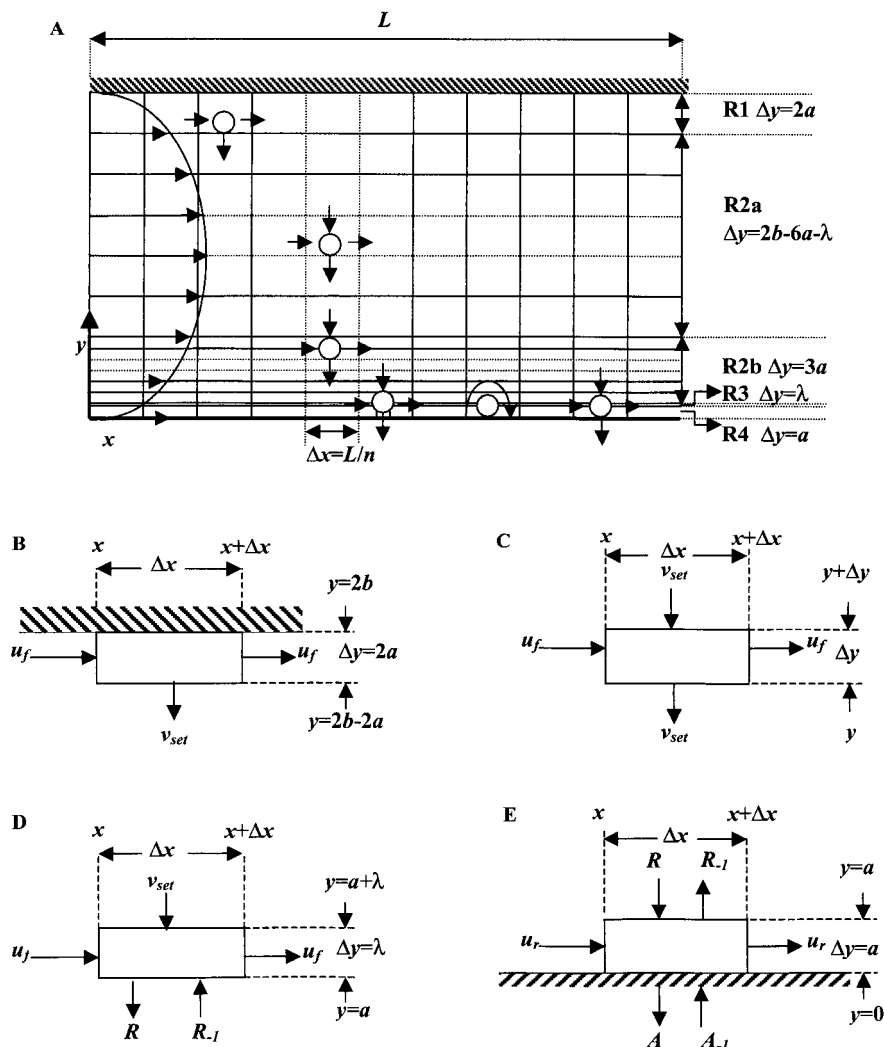 A
L
R1 Δy=2a
R2a
Δy=2b-6a-λ
y
R2b Δy=3a
R3 Δy=λ
R4 Δy=a
x
Δx=L/n
B
x
x+Δx
Δx
y=2b
u_f
u_f
Δy=2a
v_set
y=2b-2a
C
x
x+Δx
Δx
v_set
y+Δy
u_f
u_f
Δy
v_set
y
D
x
x+Δx
Δx
v_set
y=a+λ
u_f
u_f
Δy=λ
R
R_-1
y=a
E
x
x+Δx
Δx
R
R_-1
y=a
u_r
u_r
Δy=a
A
A_-1
y=0